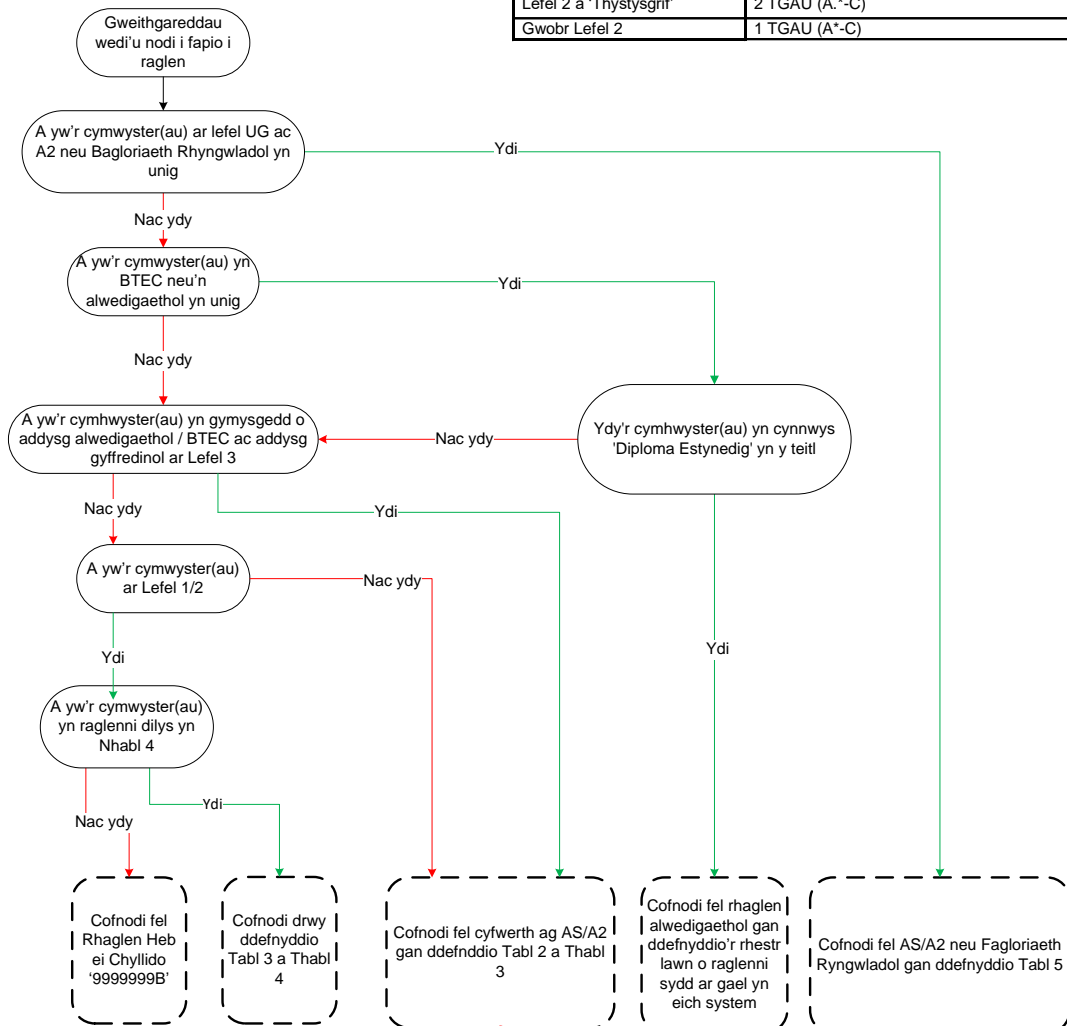 Lefel 2 a ‘Thystysgrif’ 2 TGAU (A.*-C)
Gwobr Lefel 2 1 TGAU (A*-C)
Gweithgareddau
wedi'u nodi i fapio i
raglen
A yw'r cymwyster(au) ar lefel UG ac
A2 neu Bagloriaeth Rhyngwladol yn
unig
Ydi
Nac ydy
A yw'r cymwyster(au) yn
BTEC neu’n
alwedigaethol yn unig
Ydi
Nac ydy
A yw'r cymhwyster(au) yn gymysgedd o
addysg alwedigaethol / BTEC ac addysg
gyffredinol ar Lefel 3
Nac ydy
Ydy'r cymhwyster(au) yn cynnwys
'Diploma Estynedig' yn y teitl
Nac ydy
Ydi
A yw'r cymwyster(au)
ar Lefel 1/2
Nac ydy
Ydi
Ydi
A yw'r cymwyster(au)
yn raglenni dilys yn
Nhabl 4
Ydi
Nac ydy
Cofnodi fel
Rhaglen Heb
ei Chyllido
‘9999999B’
Cofnodi drwy
ddefnyddio
Tabl 3 a Thabl
4
Cofnodi fel cyfwerth ag AS/A2
gan ddefnddio Tabl 2 a Thabl
3
Cofnodi fel rhaglen
alwedigaethol gan
ddefnyddio’r rhestr
lawn o raglenni
sydd ar gael yn
eich system
Cofnodi fel AS/A2 neu Fagloriaeth
Ryngwladol gan ddefnyddio Tabl 5